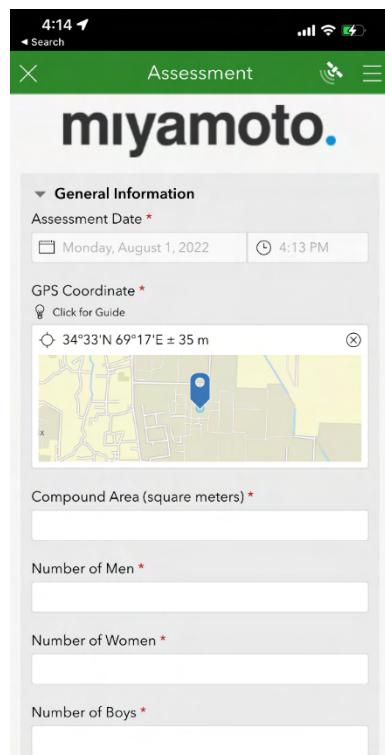 4:14
◀ Search
Assessment
miyamoto.
General Information
Assessment Date *
Monday, August 1, 2022
4:13 PM
GPS Coordinate *
Click for Guide
34°33'N 69°17'E ± 35 m
Compound Area (square meters) *
Number of Men *
Number of Women *
Number of Boys *